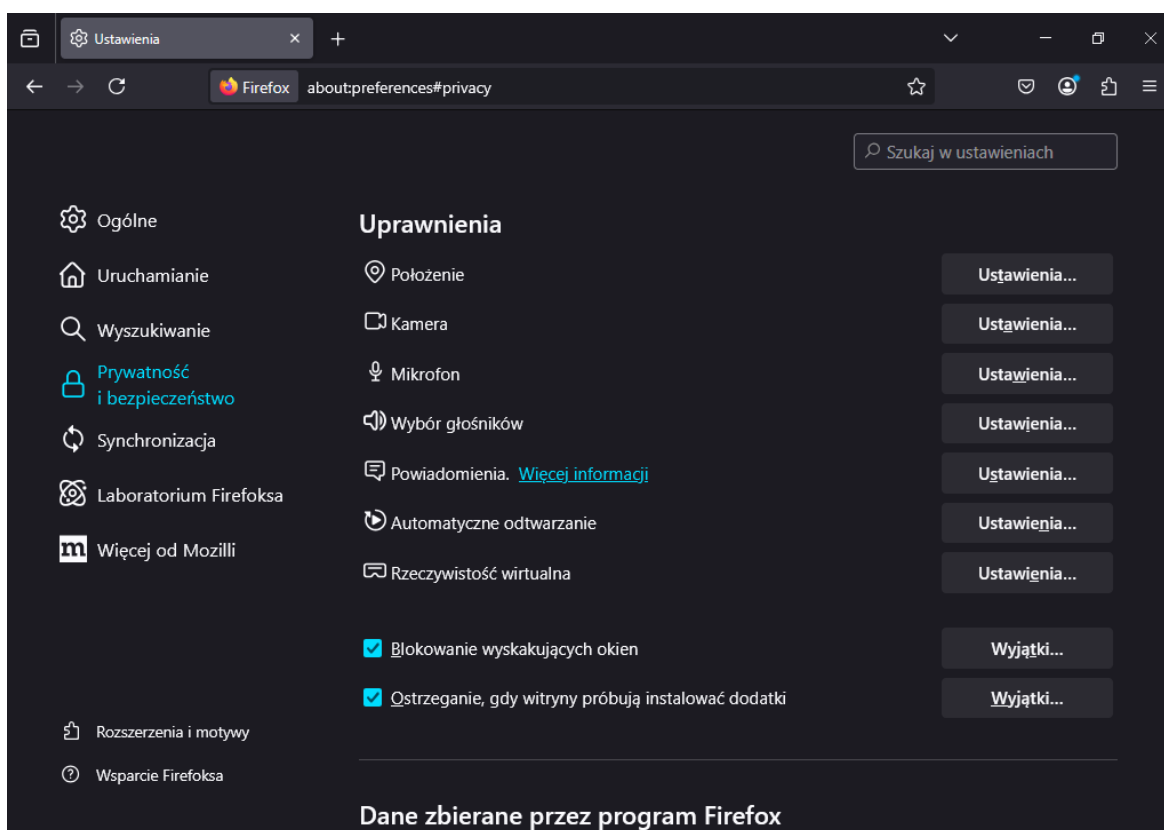 Ustawienia
Firefox about:preferences#privacy
Szukaj w ustawieniach
Ogólne
Uruchamianie
Wyszukiwanie
Prywatność
i bezpieczeństwo
Synchronizacja
Laboratorium Firefoksa
m Więcej od Mozilli
Rozszerzenia i motywy
Wsparcie Firefoksa
Uprawnienia
Położenie Ustawienia...
Kamera Ustawienia...
Mikrofon Ustawienia...
Wybór głośników Ustawienia...
Powiadomienia. Więcej informacji Ustawienia...
Automatyczne odtwarzanie Ustawienia...
Rzeczywistość wirtualna Ustawienia...
Blokowanie wyskakujących okien Wyjątki...
Ostrzeganie, gdy witryny próbują instalować dodatki Wyjątki...
Dane zbierane przez program Firefox